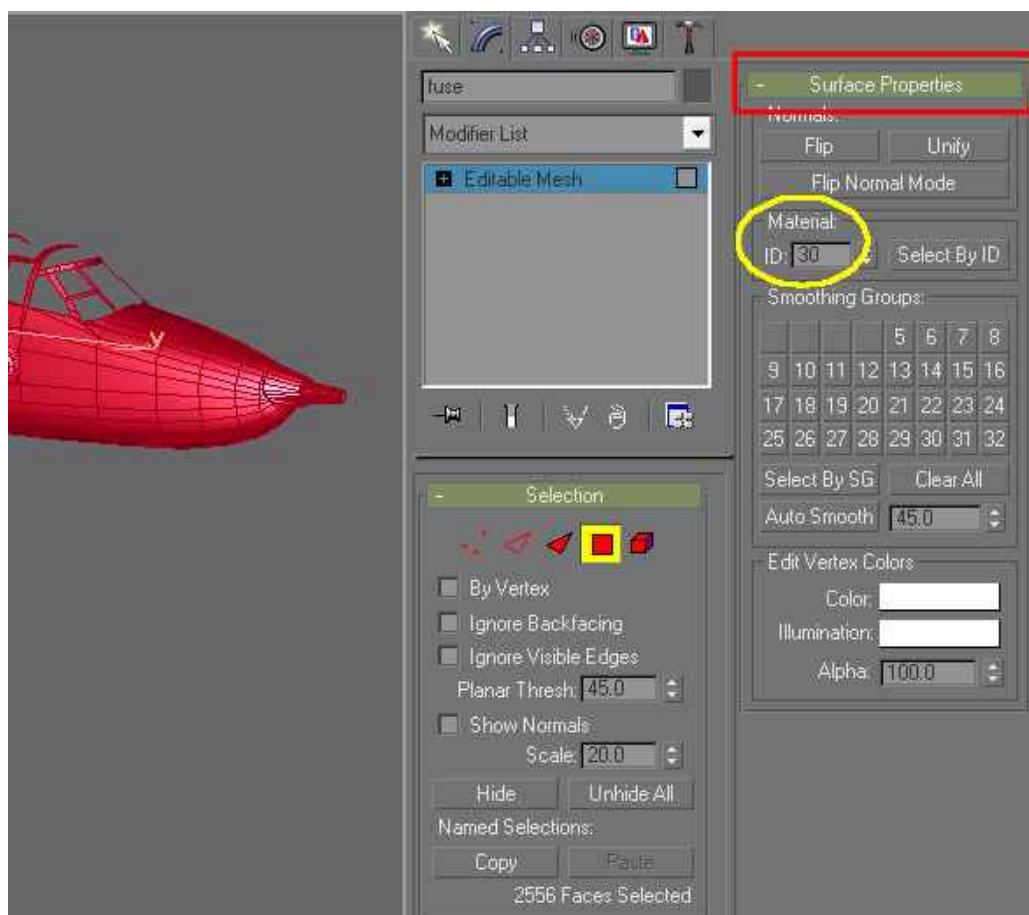 fuse
Modifier List
Editable Mesh
Selection
By Vertex
Ignore Backfacing
Ignore Visible Edges
Planar Thresh: 45.0
Show Normals
Scale: 20.0
Hide
Unhide All
Named Selections:
Copy
Paste
2556 Faces Selected
Surface Properties
Normals:
Flip
Unify
Flip Normal Mode
Material:
ID: 30
Select By ID
Smoothing Groups:
5 6 7 8
9 10 11 12 13 14 15 16
17 18 19 20 21 22 23 24
25 26 27 28 29 30 31 32
Select By SG
Clear All
Auto Smooth 45.0
Edit Vertex Colors
Color:
Illumination:
Alpha: 100.0
y